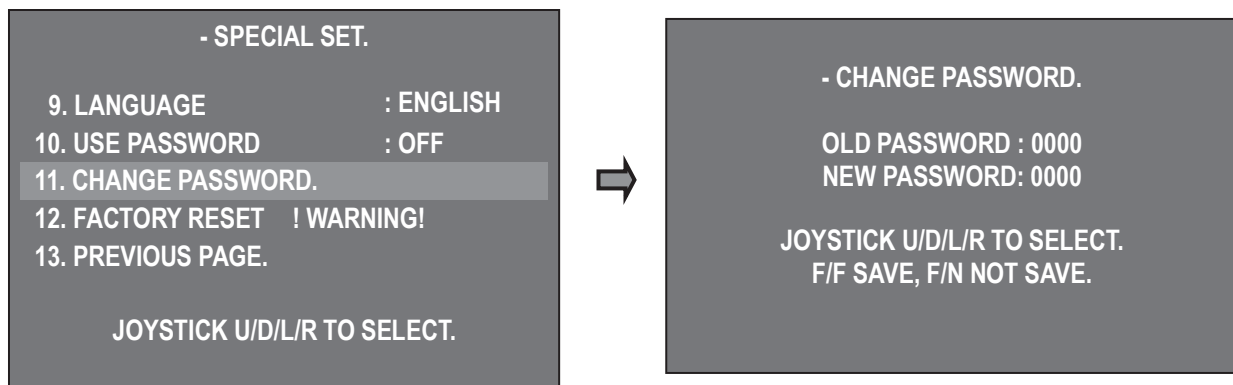 - SPECIAL SET.
9. LANGUAGE : ENGLISH
10. USE PASSWORD : OFF
11. CHANGE PASSWORD.
12. FACTORY RESET ! WARNING!
13. PREVIOUS PAGE.
JOYSTICK U/D/L/R TO SELECT.
- CHANGE PASSWORD.
OLD PASSWORD : 0000
NEW PASSWORD: 0000
JOYSTICK U/D/L/R TO SELECT.
F/F SAVE, F/N NOT SAVE.